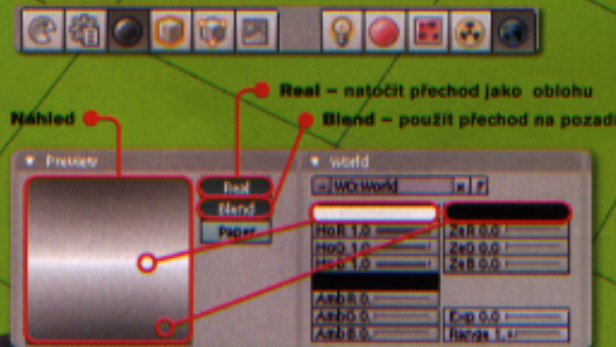 Real – natočit přechod jako oblohu
Náhled
Blend – použít přechod na pozadí
Preview
World
Real
WO:World
Blend
Paper
HoR 1.0
ZeR 0.0
HoG 1.0
ZeG 0.0
HoB 1.0
ZeB 0.0
AmbR 0.
AmbG 0.
Exp 0.0
AmbB 0.
Range 1.